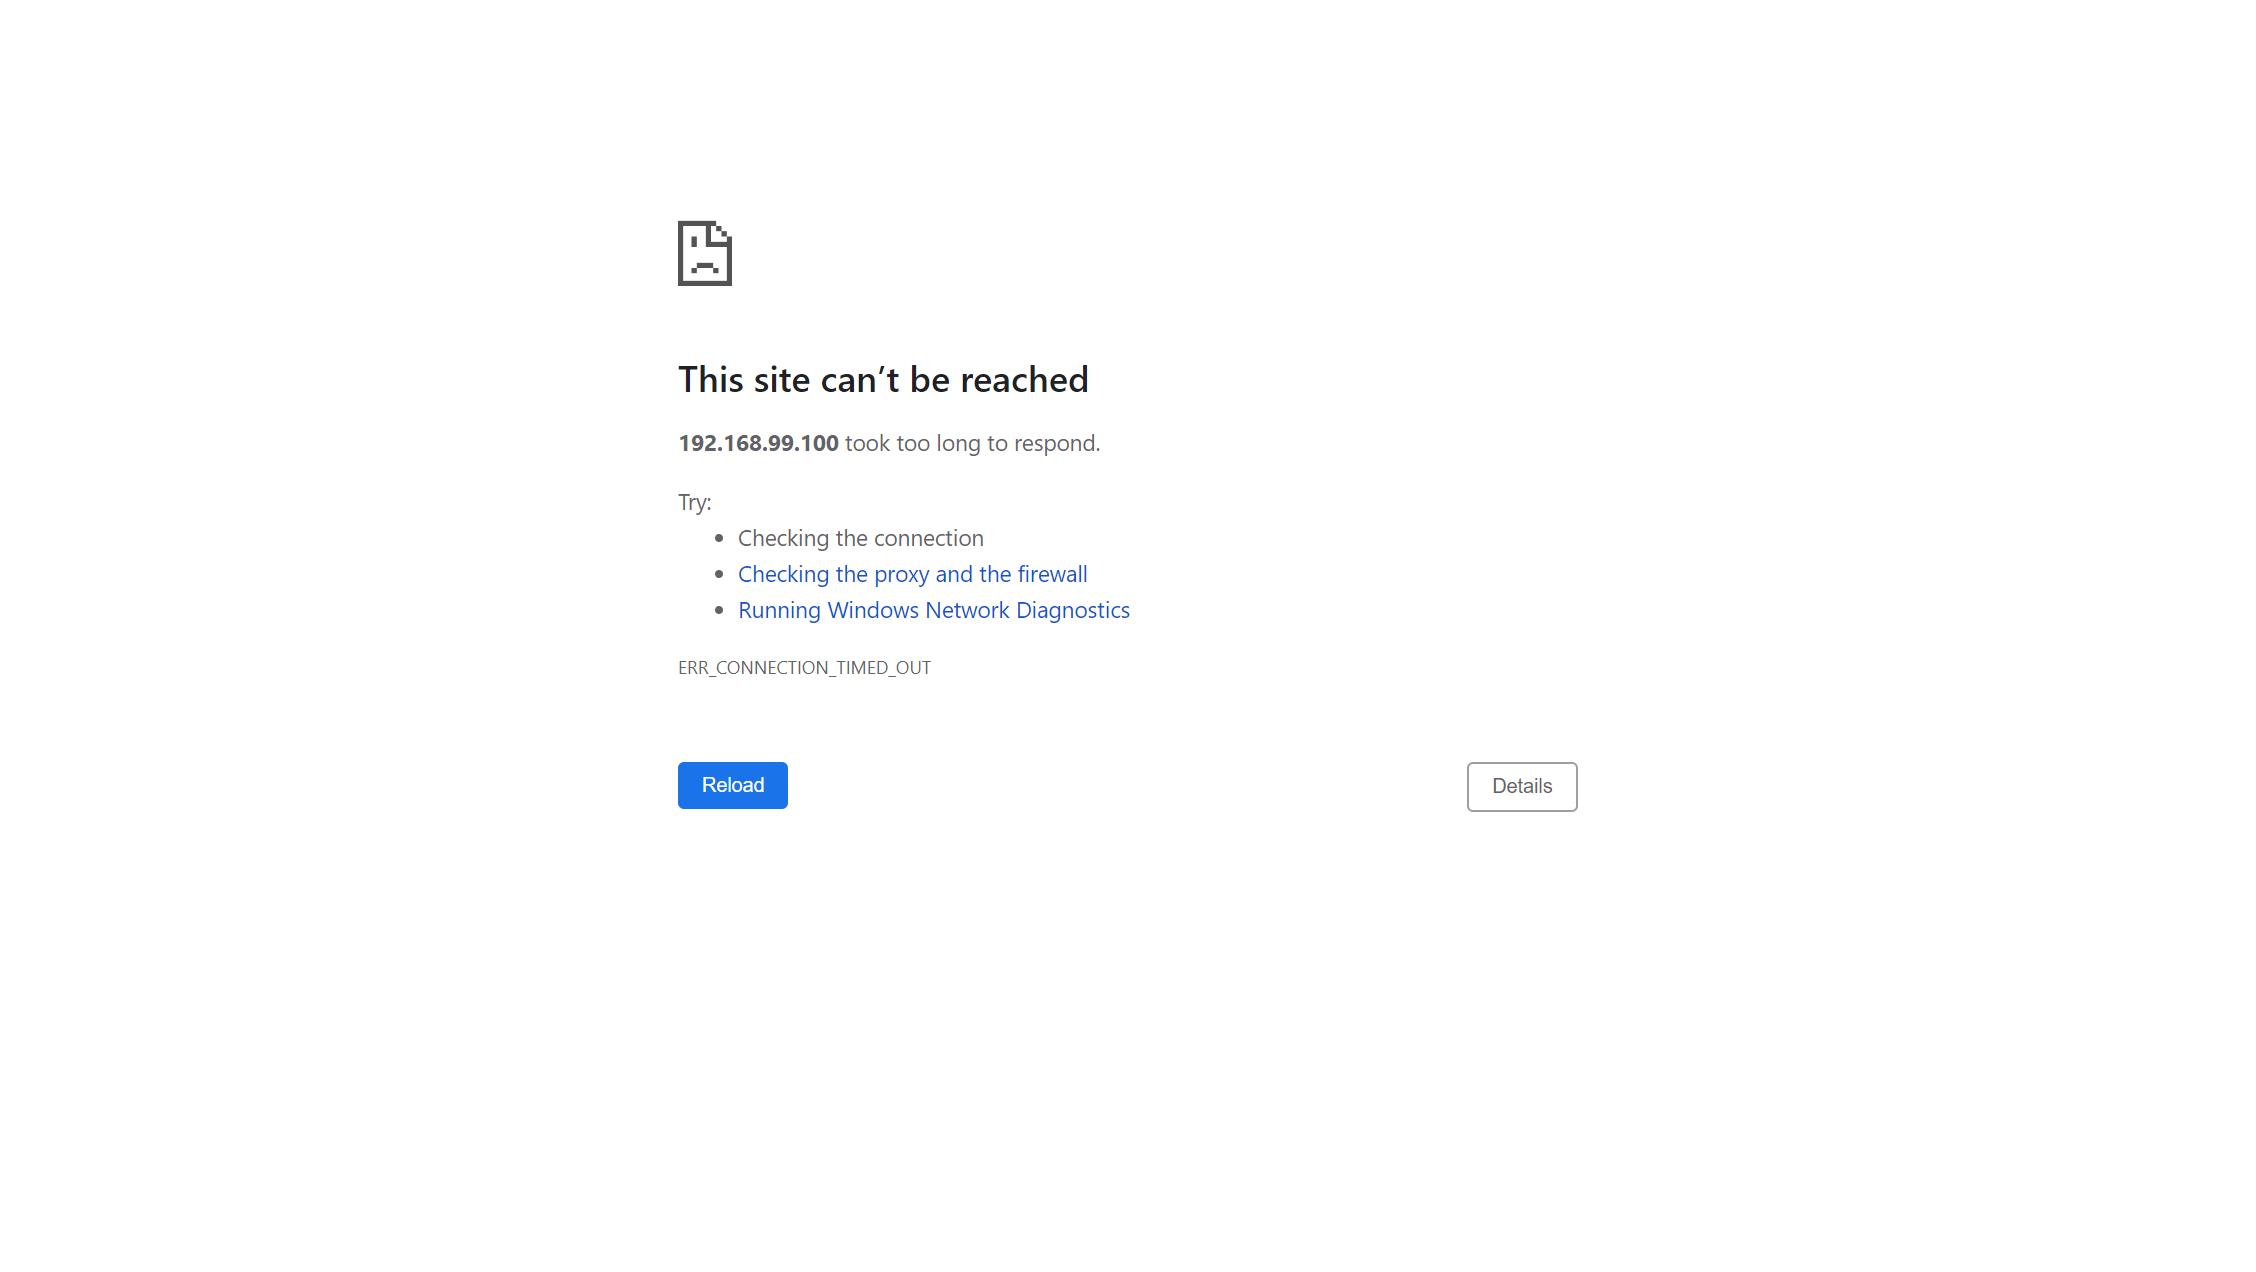 This site can’t be reached
192.168.99.100 took too long to respond.
Try:
Checking the connection
Checking the proxy and the firewall
Running Windows Network Diagnostics
ERR_CONNECTION_TIMED_OUT
Reload
Details